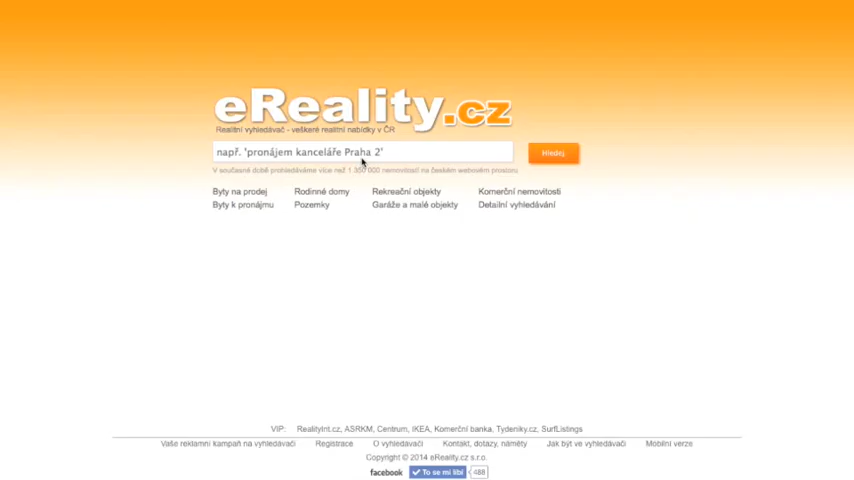 eReality.cz
Realitní vyhledávač - veškeré realitní nabídky v ČR
např. 'pronájem kanceláře Praha 2'
Hledej
V současné době prohledáváme více než 1 350 000 nemovitostí na českém webovém prostoru
Byty na prodej Rodinné domy Rekreační objekty Komerční nemovitosti
Byty k pronájmu Pozemky Garáže a malé objekty Detailní vyhledávání
VIP: RealityInt.cz, ASRKM, Centrum, IKEA, Komerční banka, Tydeniky.cz, SurfListings
Vaše reklamní kampaň na vyhledávači Registrace O vyhledávači Kontakt, dotazy, náměty Jak být ve vyhledávači Mobilní verze
Copyright © 2014 eReality.cz s.r.o.
facebook To se mi líbí 488